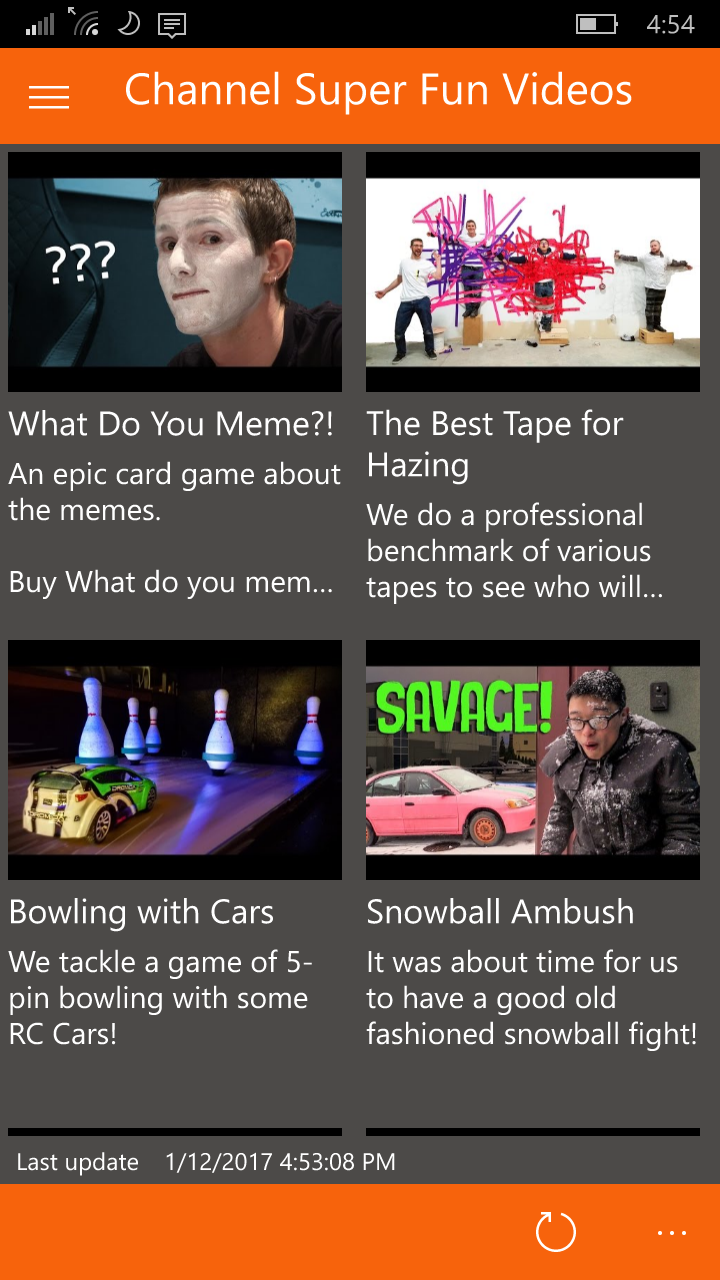 4:54
Channel Super Fun Videos
???
What Do You Meme?!
An epic card game about
the memes.
Buy What do you mem...
The Best Tape for
Hazing
We do a professional
benchmark of various
tapes to see who will...
SAVAGE!
Bowling with Cars
We tackle a game of 5-
pin bowling with some
RC Cars!
Snowball Ambush
It was about time for us
to have a good old
fashioned snowball fight!
Last update 1/12/2017 4:53:08 PM
...